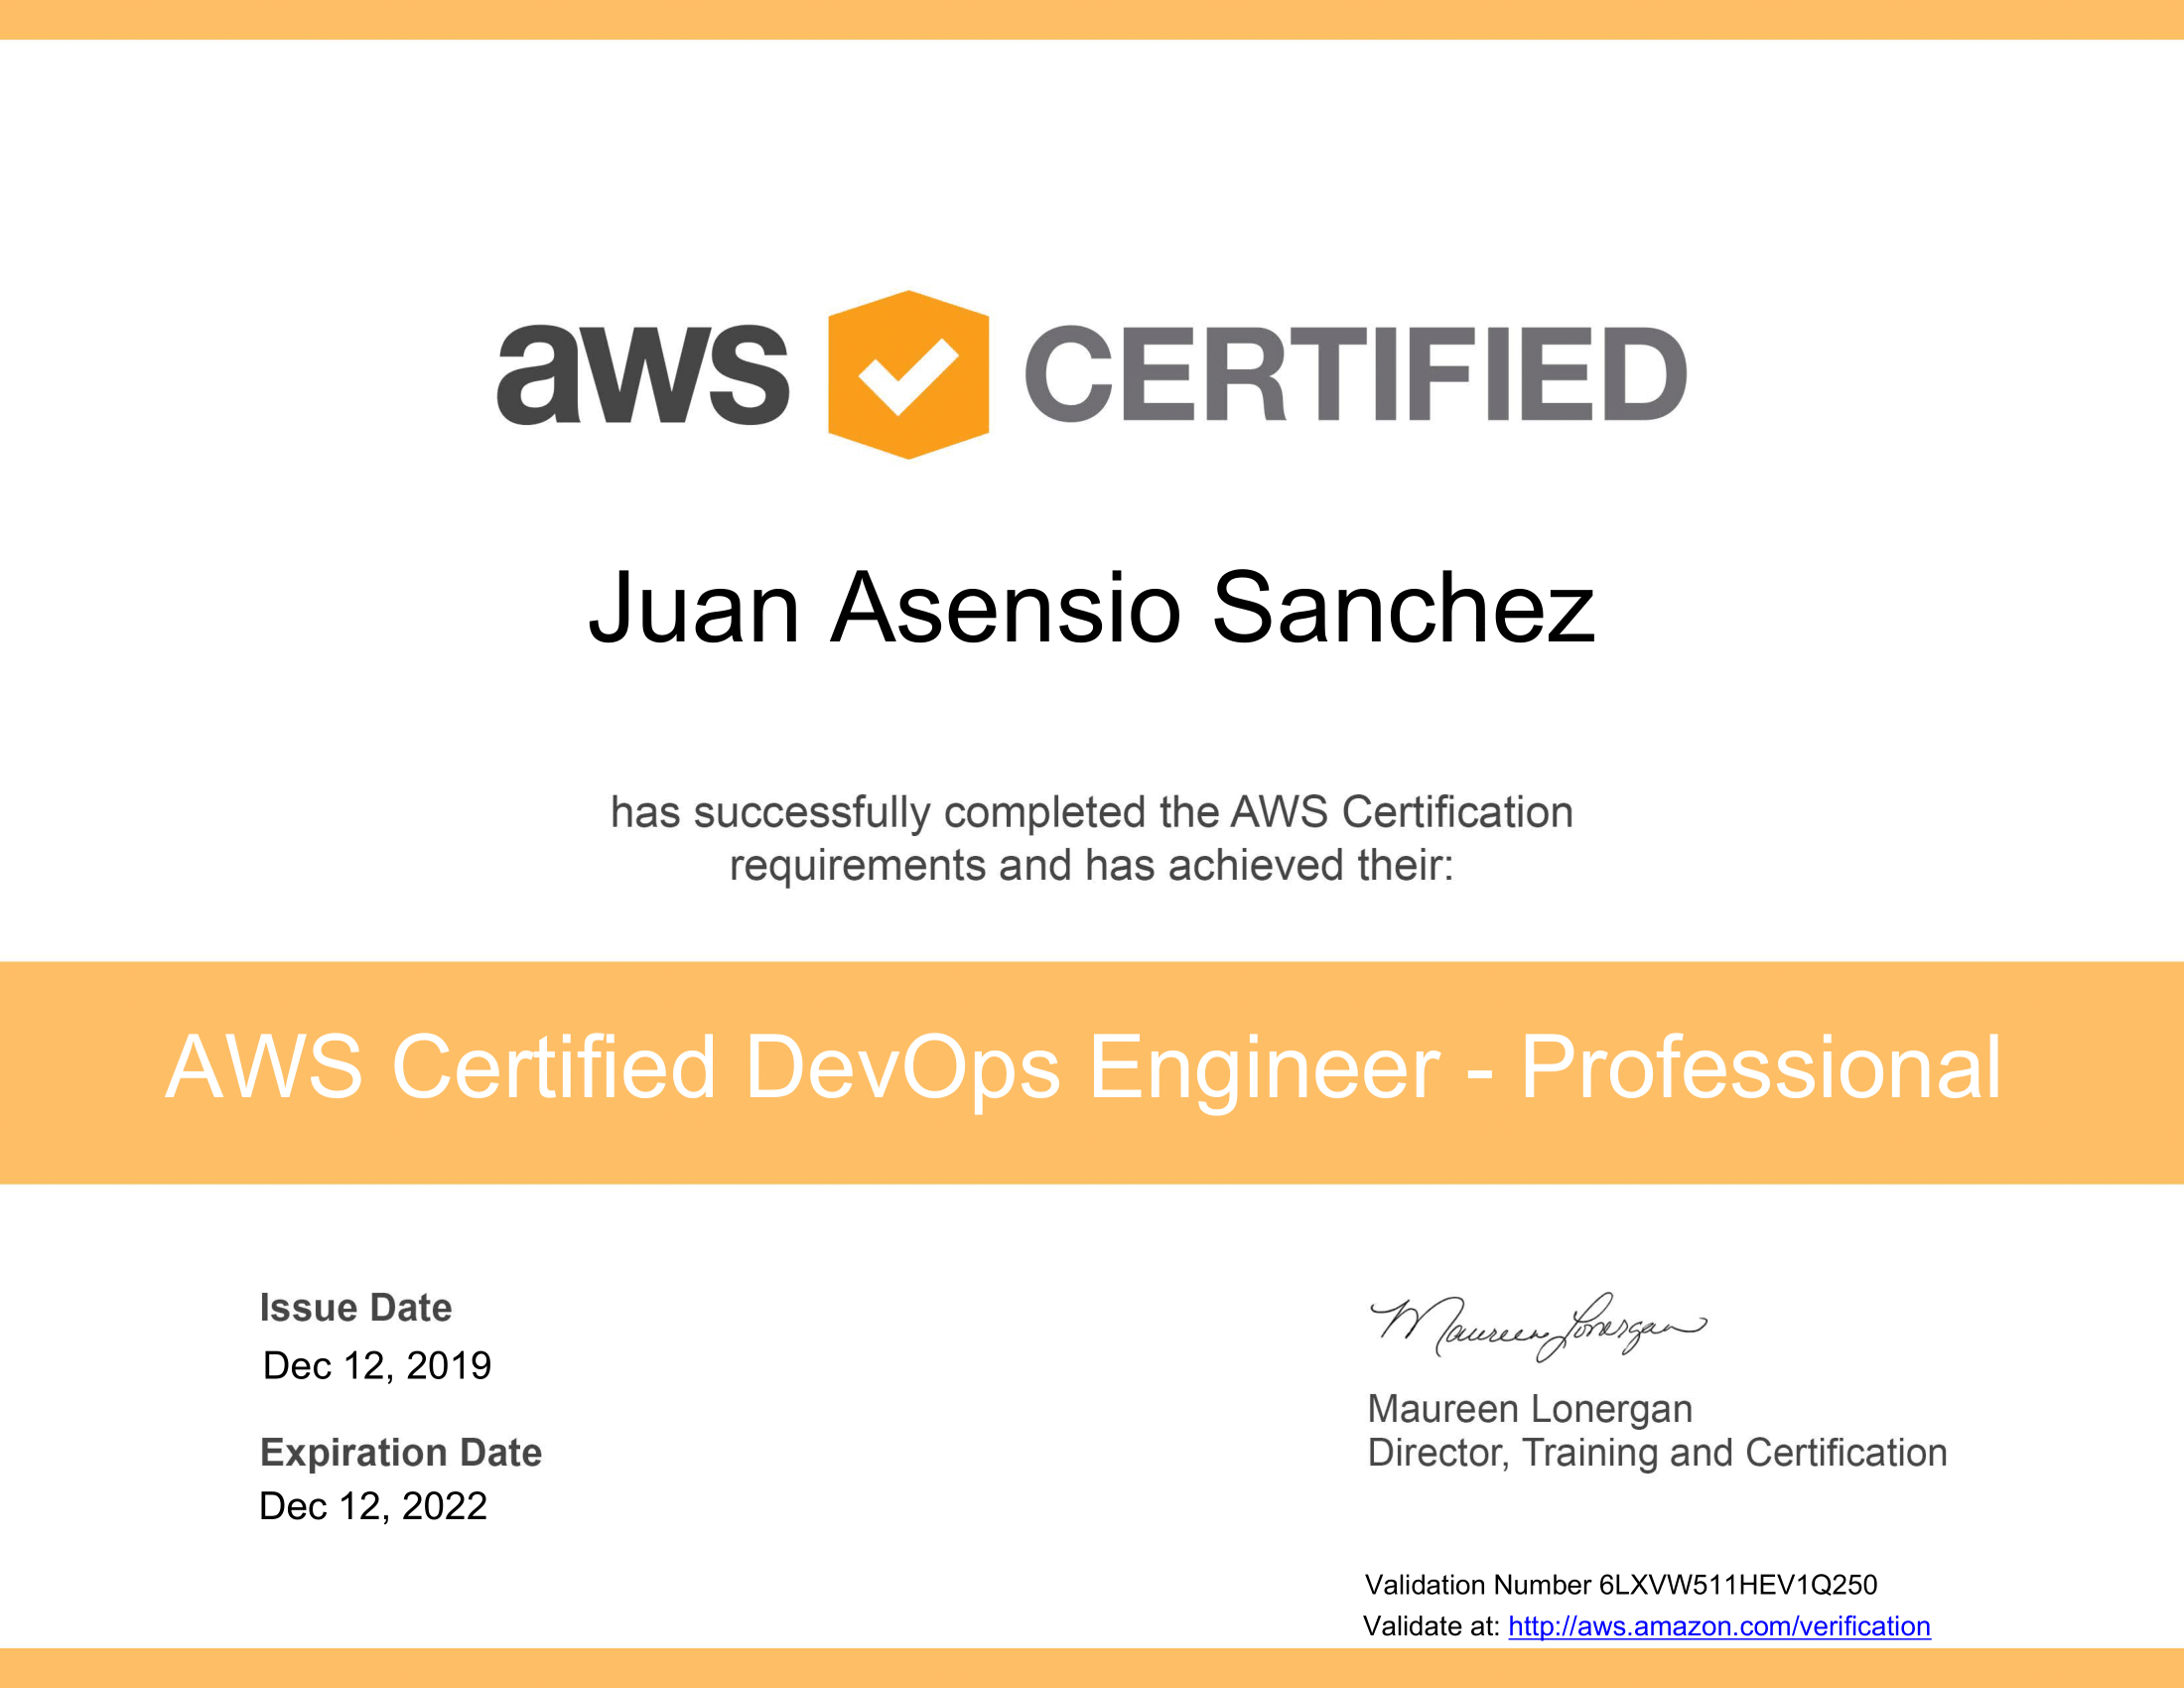 aws CERTIFIED
Juan Asensio Sanchez
has successfully completed the AWS Certification
requirements and has achieved their:
AWS Certified DevOps Engineer - Professional
Issue Date
Dec 12, 2019
Expiration Date
Dec 12, 2022
Maureen Lonergan
Maureen Lonergan
Director, Training and Certification
Validation Number 6LXVW511HEV1Q250
Validate at: http://aws.amazon.com/verification